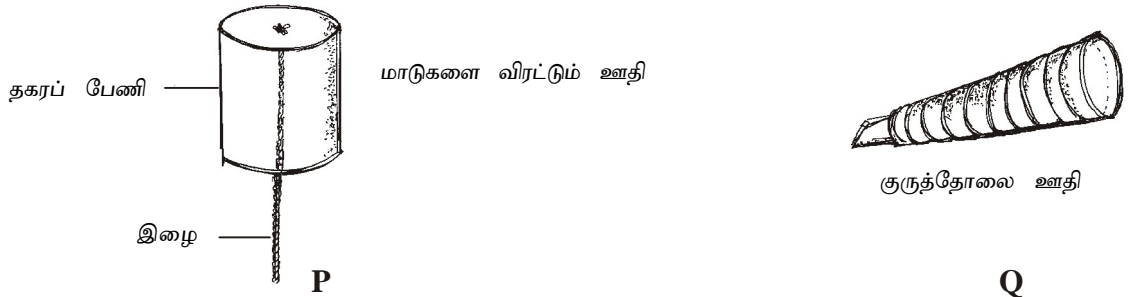 தகரப் பேணி
மாடுகளை விரட்டும் ஊதி
இழை
P
குருத்தோலை ஊதி
Q